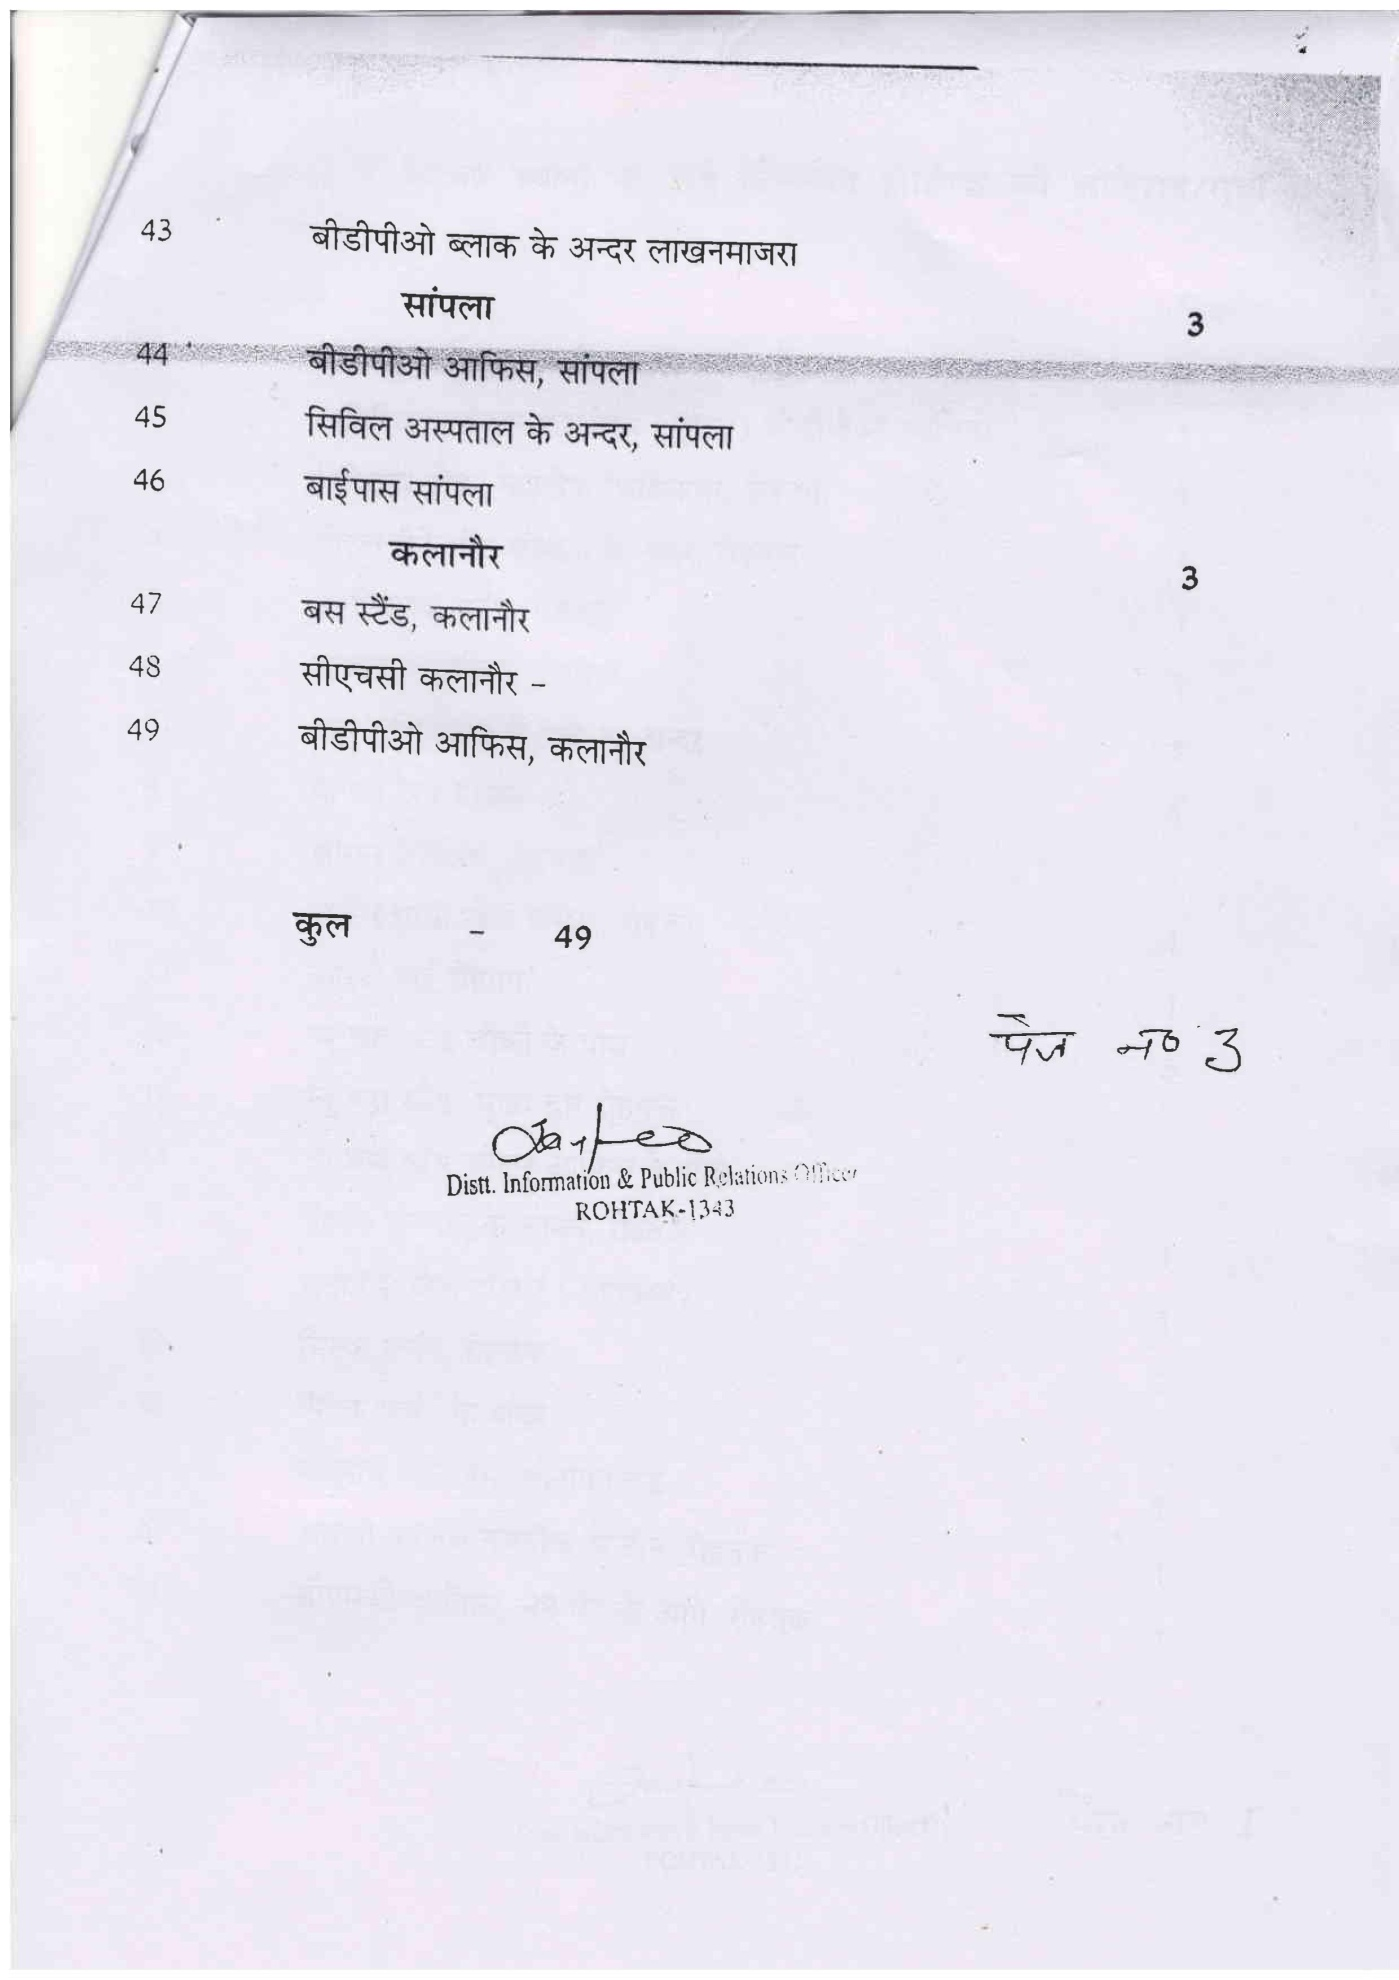 43 बीडीपीओ ब्लाक के अन्दर लाखनमाजरा
सांपला 3
44 बीडीपीओ आफिस, सांपला
45 सिविल अस्पताल के अन्दर, सांपला
46 बाईपास सांपला
कलानौर 3
47 बस स्टैंड, कलानौर
48 सीएचसी कलानौर -
49 बीडीपीओ आफिस, कलानौर
कुल - 49
पेज नं० 3
Distt. Information & Public Relations Officer
ROHTAK-1343